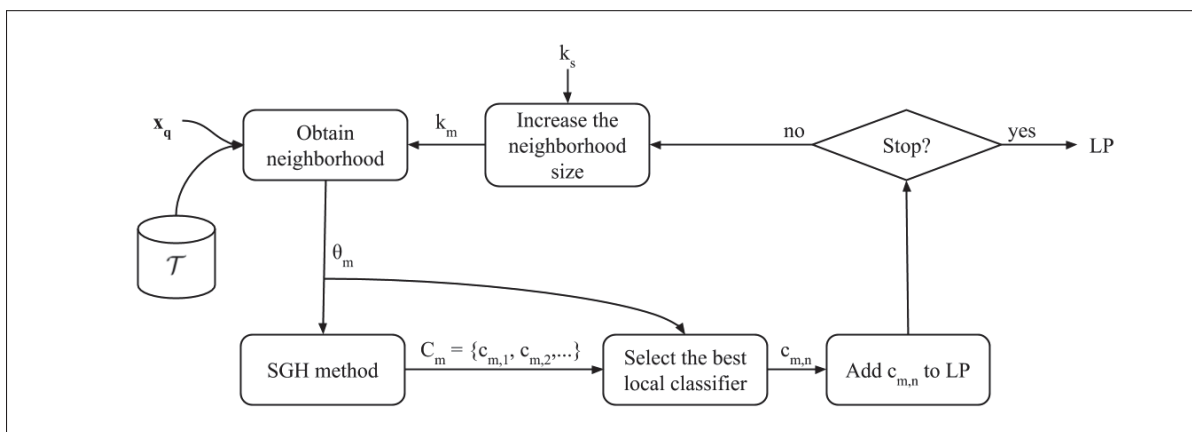 k_s
x_q
Obtain
neighborhood
k_m
Increase the
neighborhood
size
no
Stop?
yes
LP
𝒯
θ_m
SGH method
C_m = {c_m,1, c_m,2,...}
Select the best
local classifier
c_m,n
Add c_m,n to LP